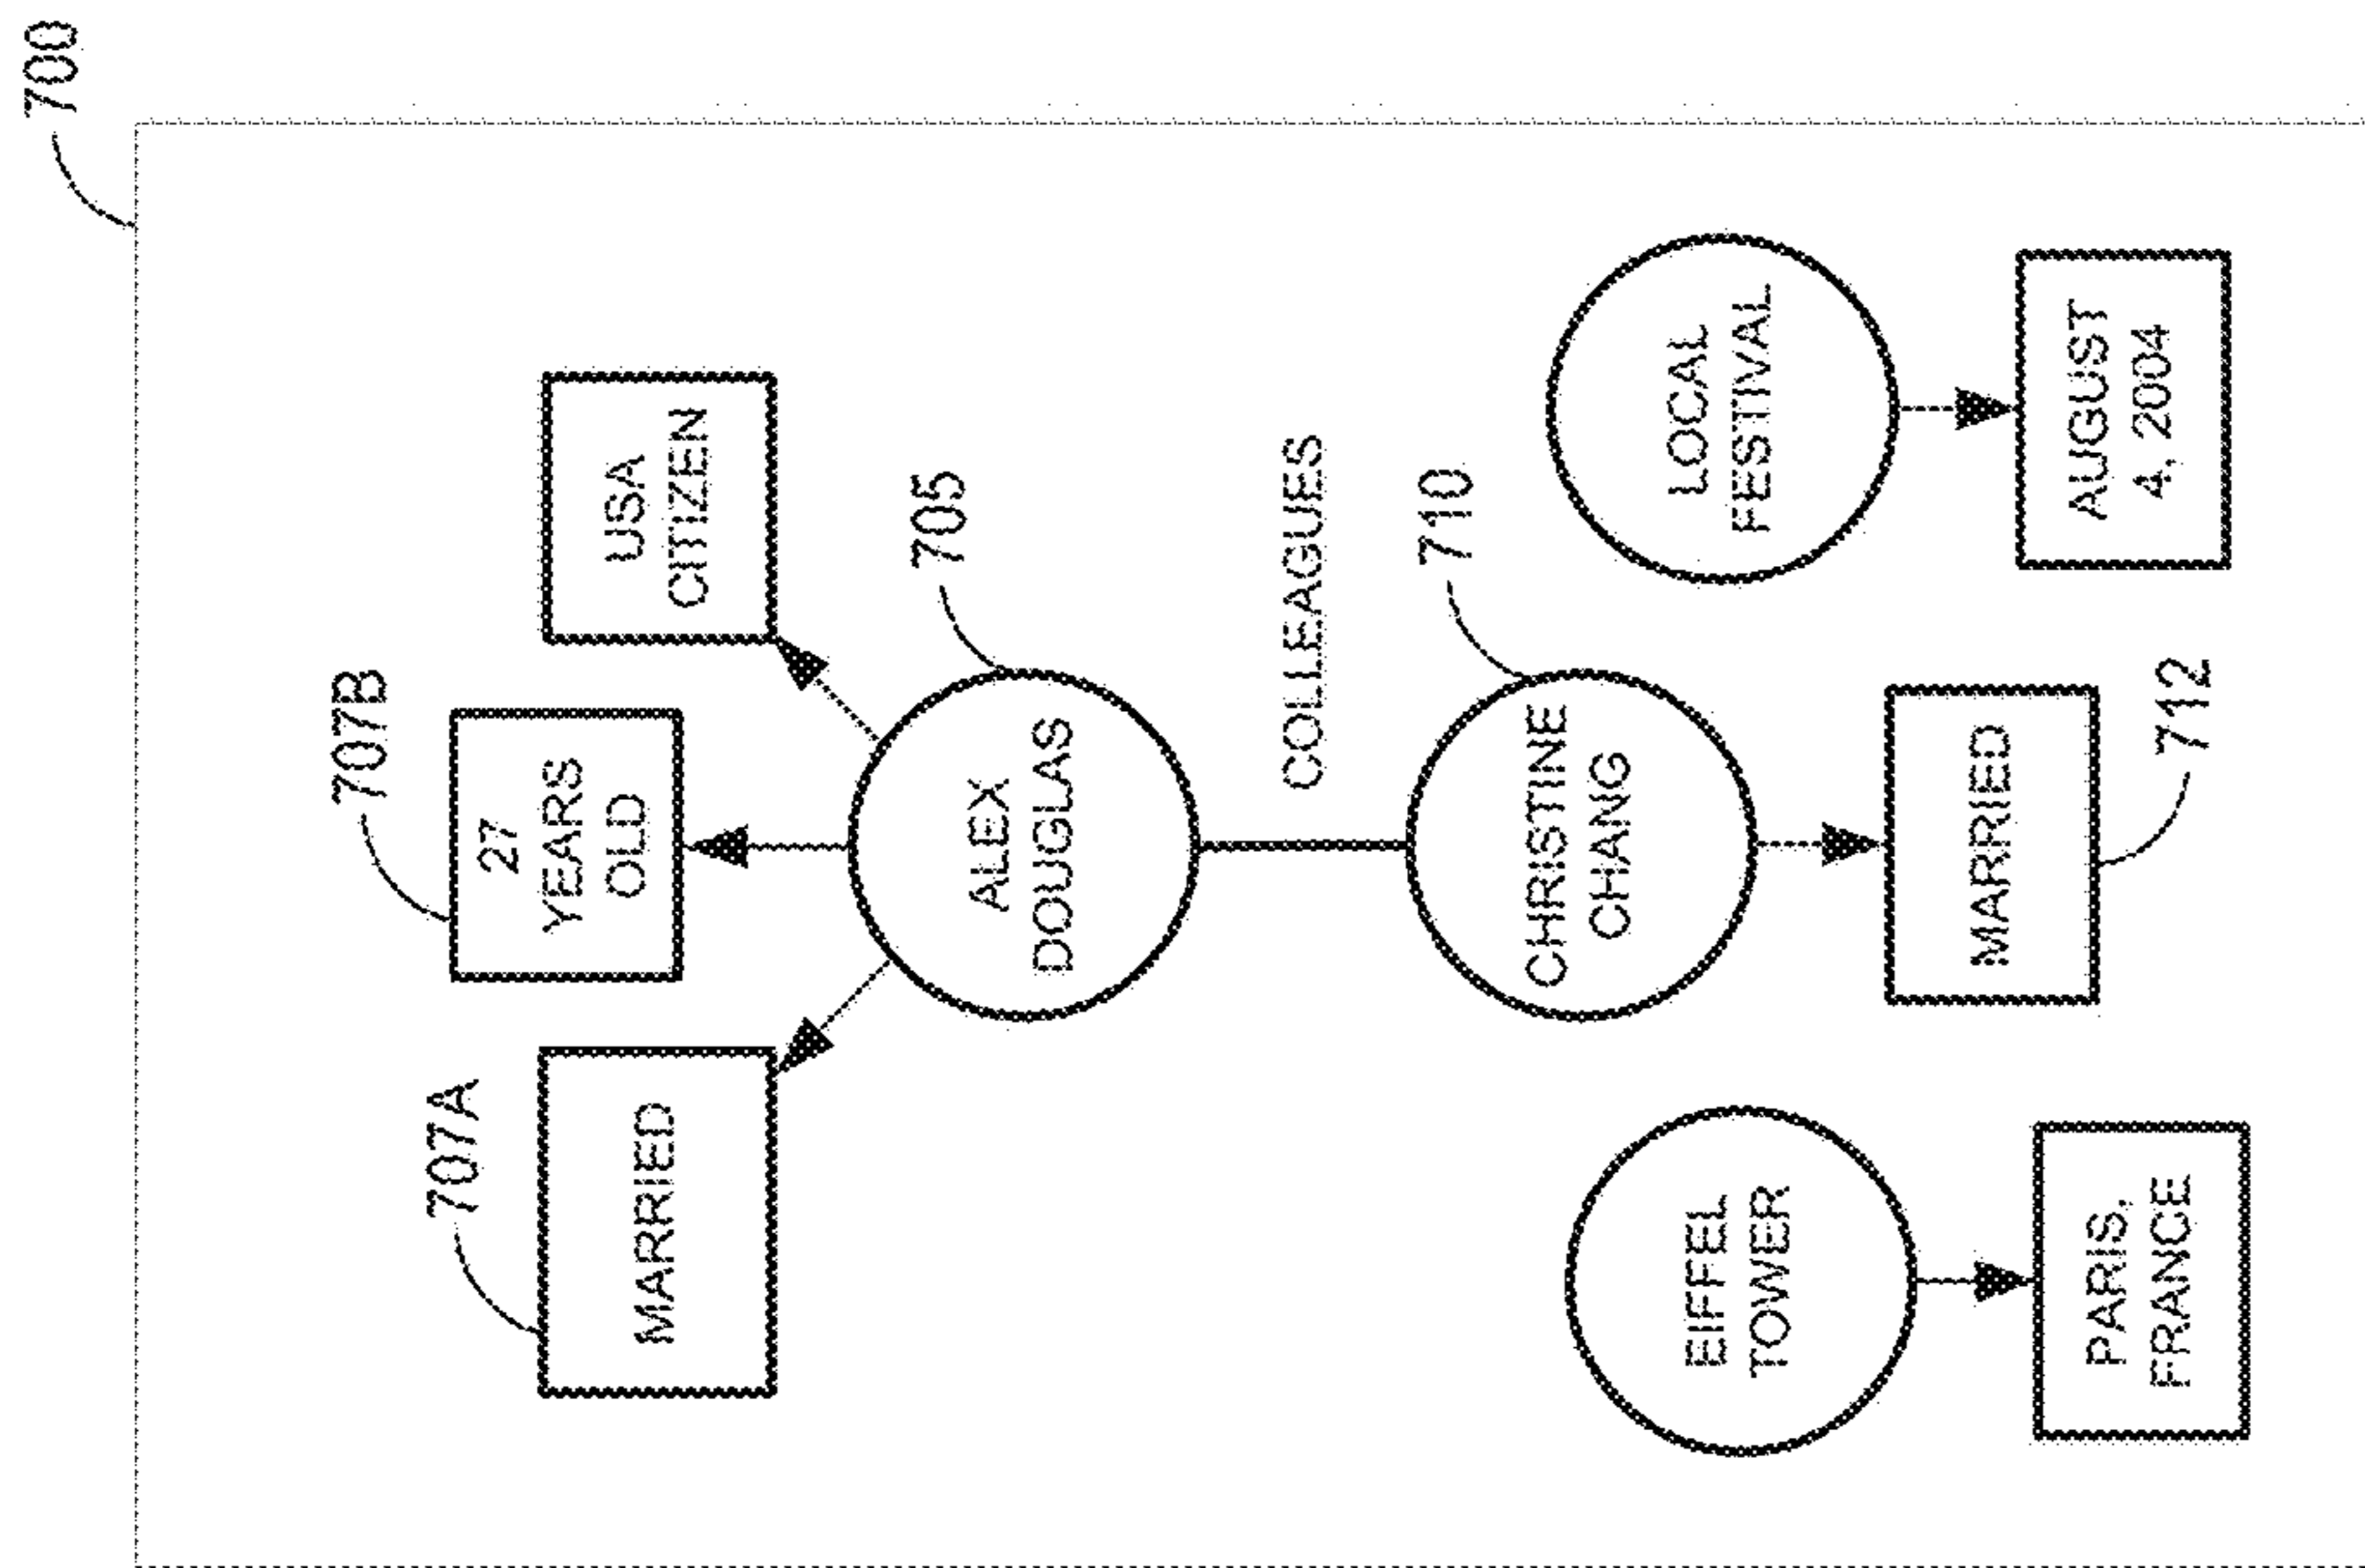 700
707A
MARRIED
707B
27
YEARS
OLD
USA
CITIZEN
705
ALEX
DOUGLAS
COLLEAGUES
710
CHRISTINE
CHANG
MARRIED
712
EIFFEL
TOWER
PARIS,
FRANCE
LOCAL
FESTIVAL
AUGUST
4, 2004